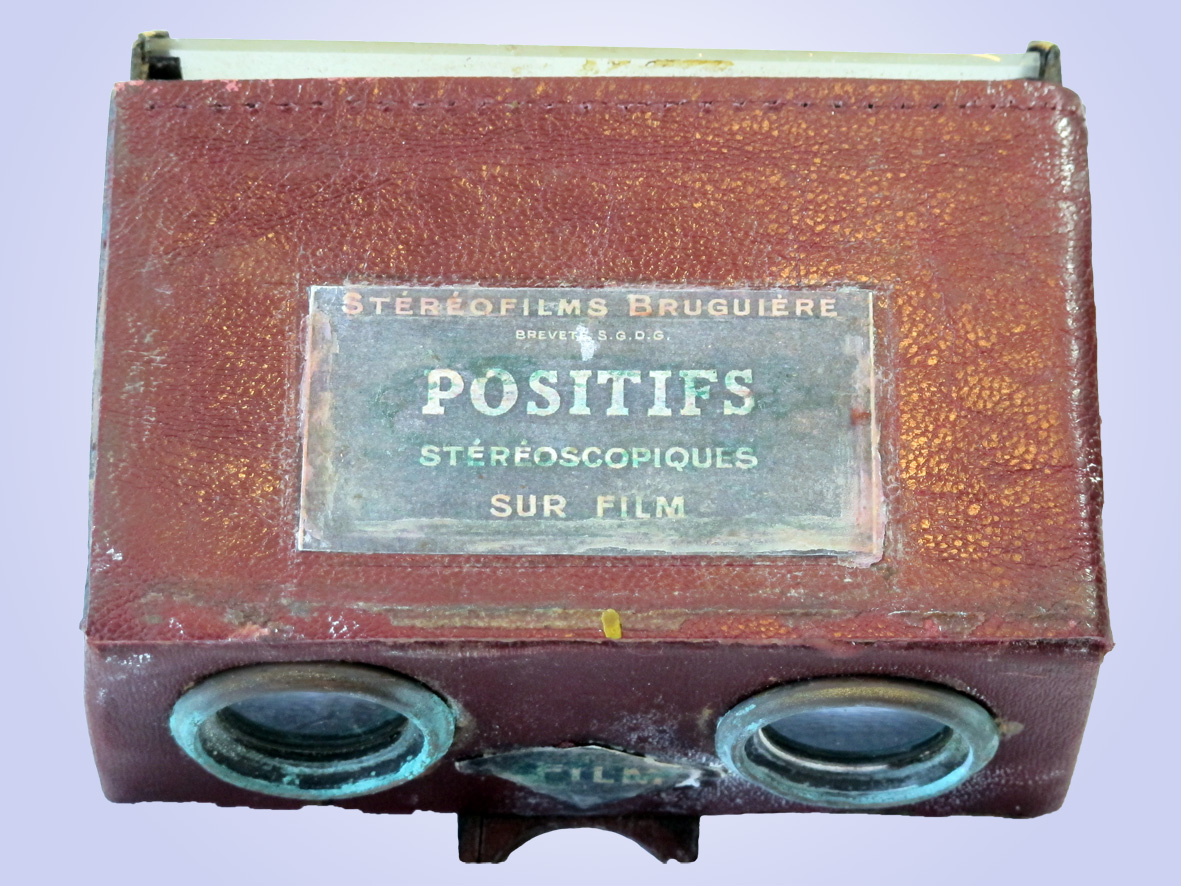 STÉRÉOFILMS BRUGUIÈRE
BREVETÉ S.G.D.G.
POSITIFS
STÉRÉOSCOPIQUES
SUR FILM
FILM